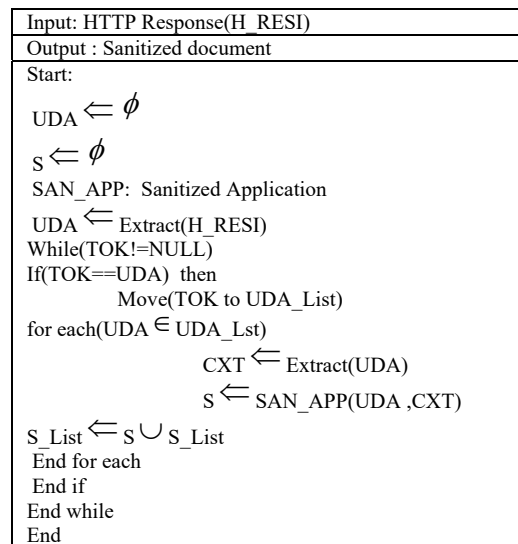 Input: HTTP Response(H_RESI)
Output : Sanitized document
Start:
UDA ⇐ ϕ
S ⇐ ϕ
SAN_APP: Sanitized Application
UDA ⇐ Extract(H_RESI)
While(TOK!=NULL)
If(TOK==UDA) then
Move(TOK to UDA_List)
for each(UDA ∈ UDA_Lst)
CXT ⇐ Extract(UDA)
S ⇐ SAN_APP(UDA ,CXT)
S_List ⇐ S ∪ S_List
End for each
End if
End while
End